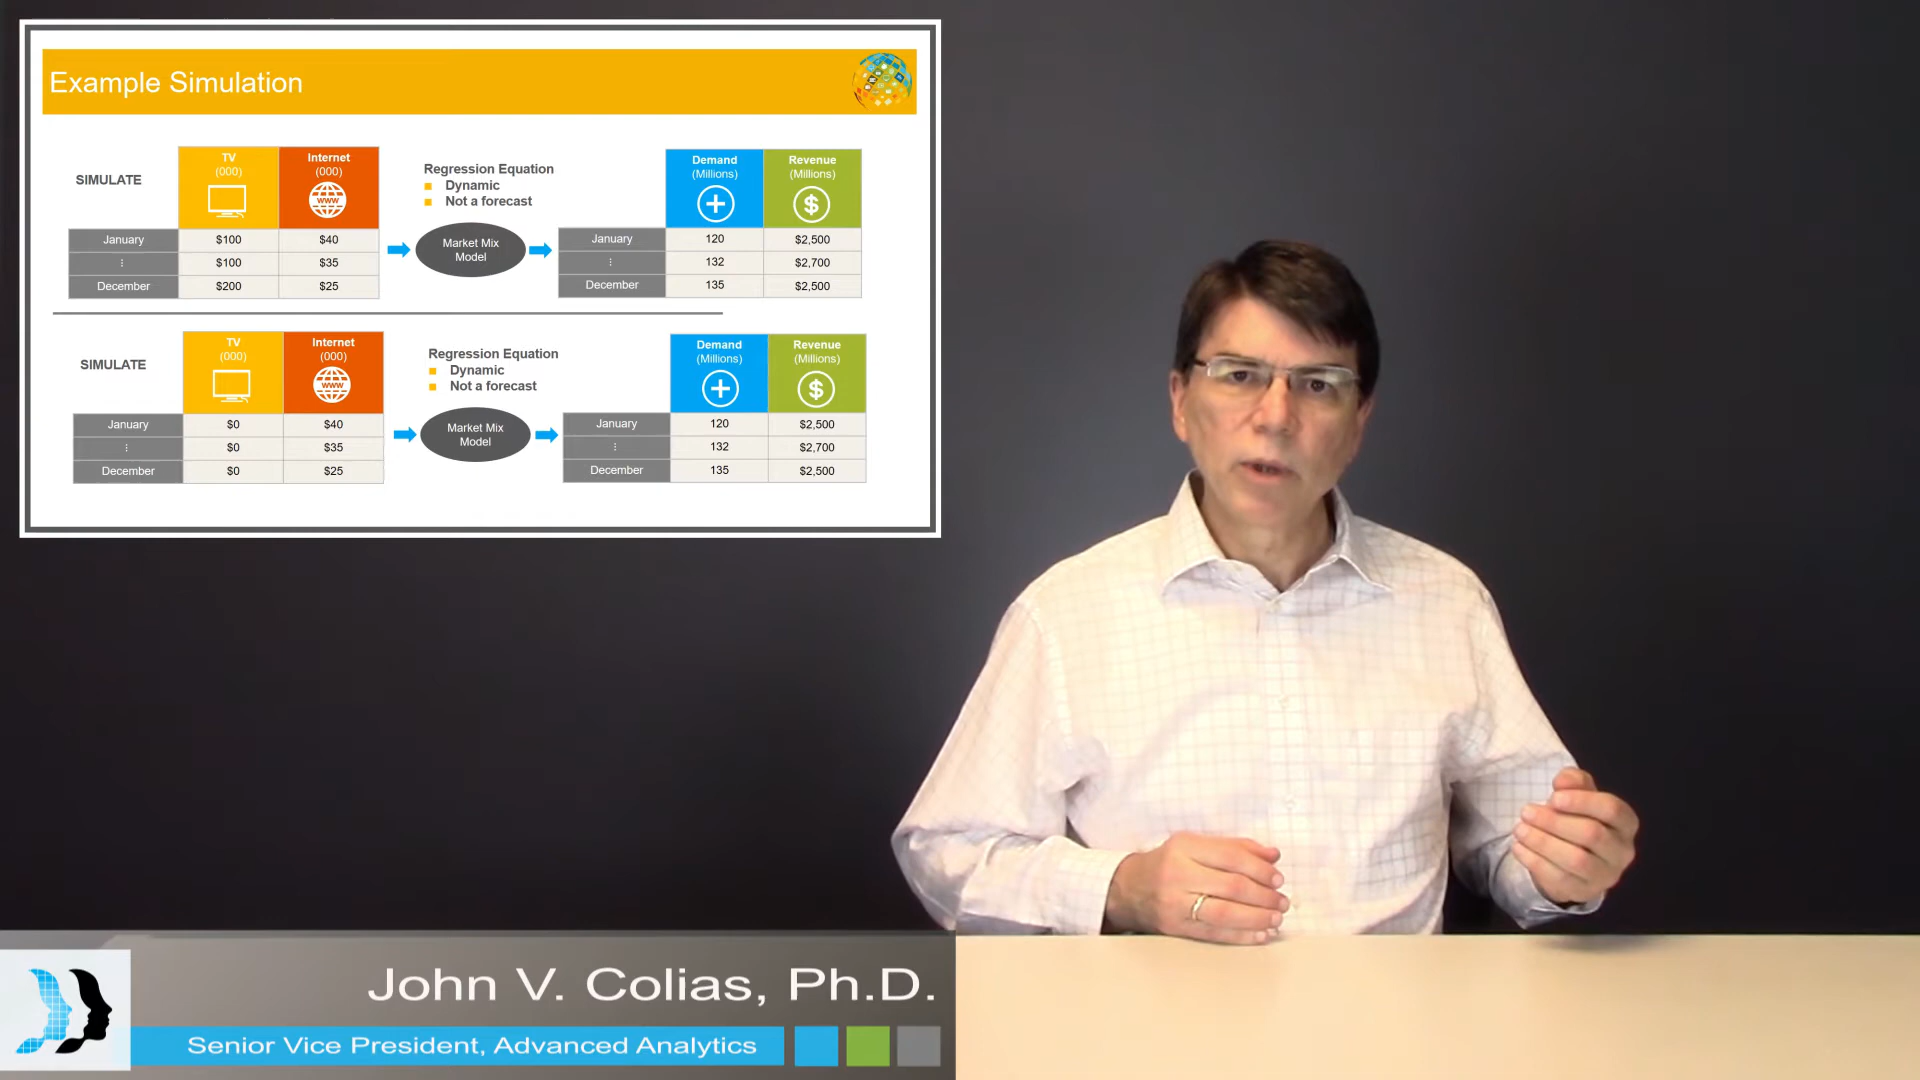 Example Simulation
SIMULATE
TV
(000)
Internet
(000)
WWW
Regression Equation
Dynamic
Not a forecast
Market Mix
Model
Demand
(Millions)
Revenue
(Millions)
$
January $100 $40
⋮ $100 $35
December $200 $25
January 120 $2,500
⋮ 132 $2,700
December 135 $2,500
SIMULATE
TV
(000)
Internet
(000)
WWW
Regression Equation
Dynamic
Not a forecast
Market Mix
Model
Demand
(Millions)
Revenue
(Millions)
$
January $0 $40
⋮ $0 $35
December $0 $25
January 120 $2,500
⋮ 132 $2,700
December 135 $2,500
John V. Colias, Ph.D.
Senior Vice President, Advanced Analytics